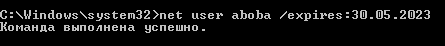 C:\Windows\system32>net user aboba /expires:30.05.2023
Команда выполнена успешно.